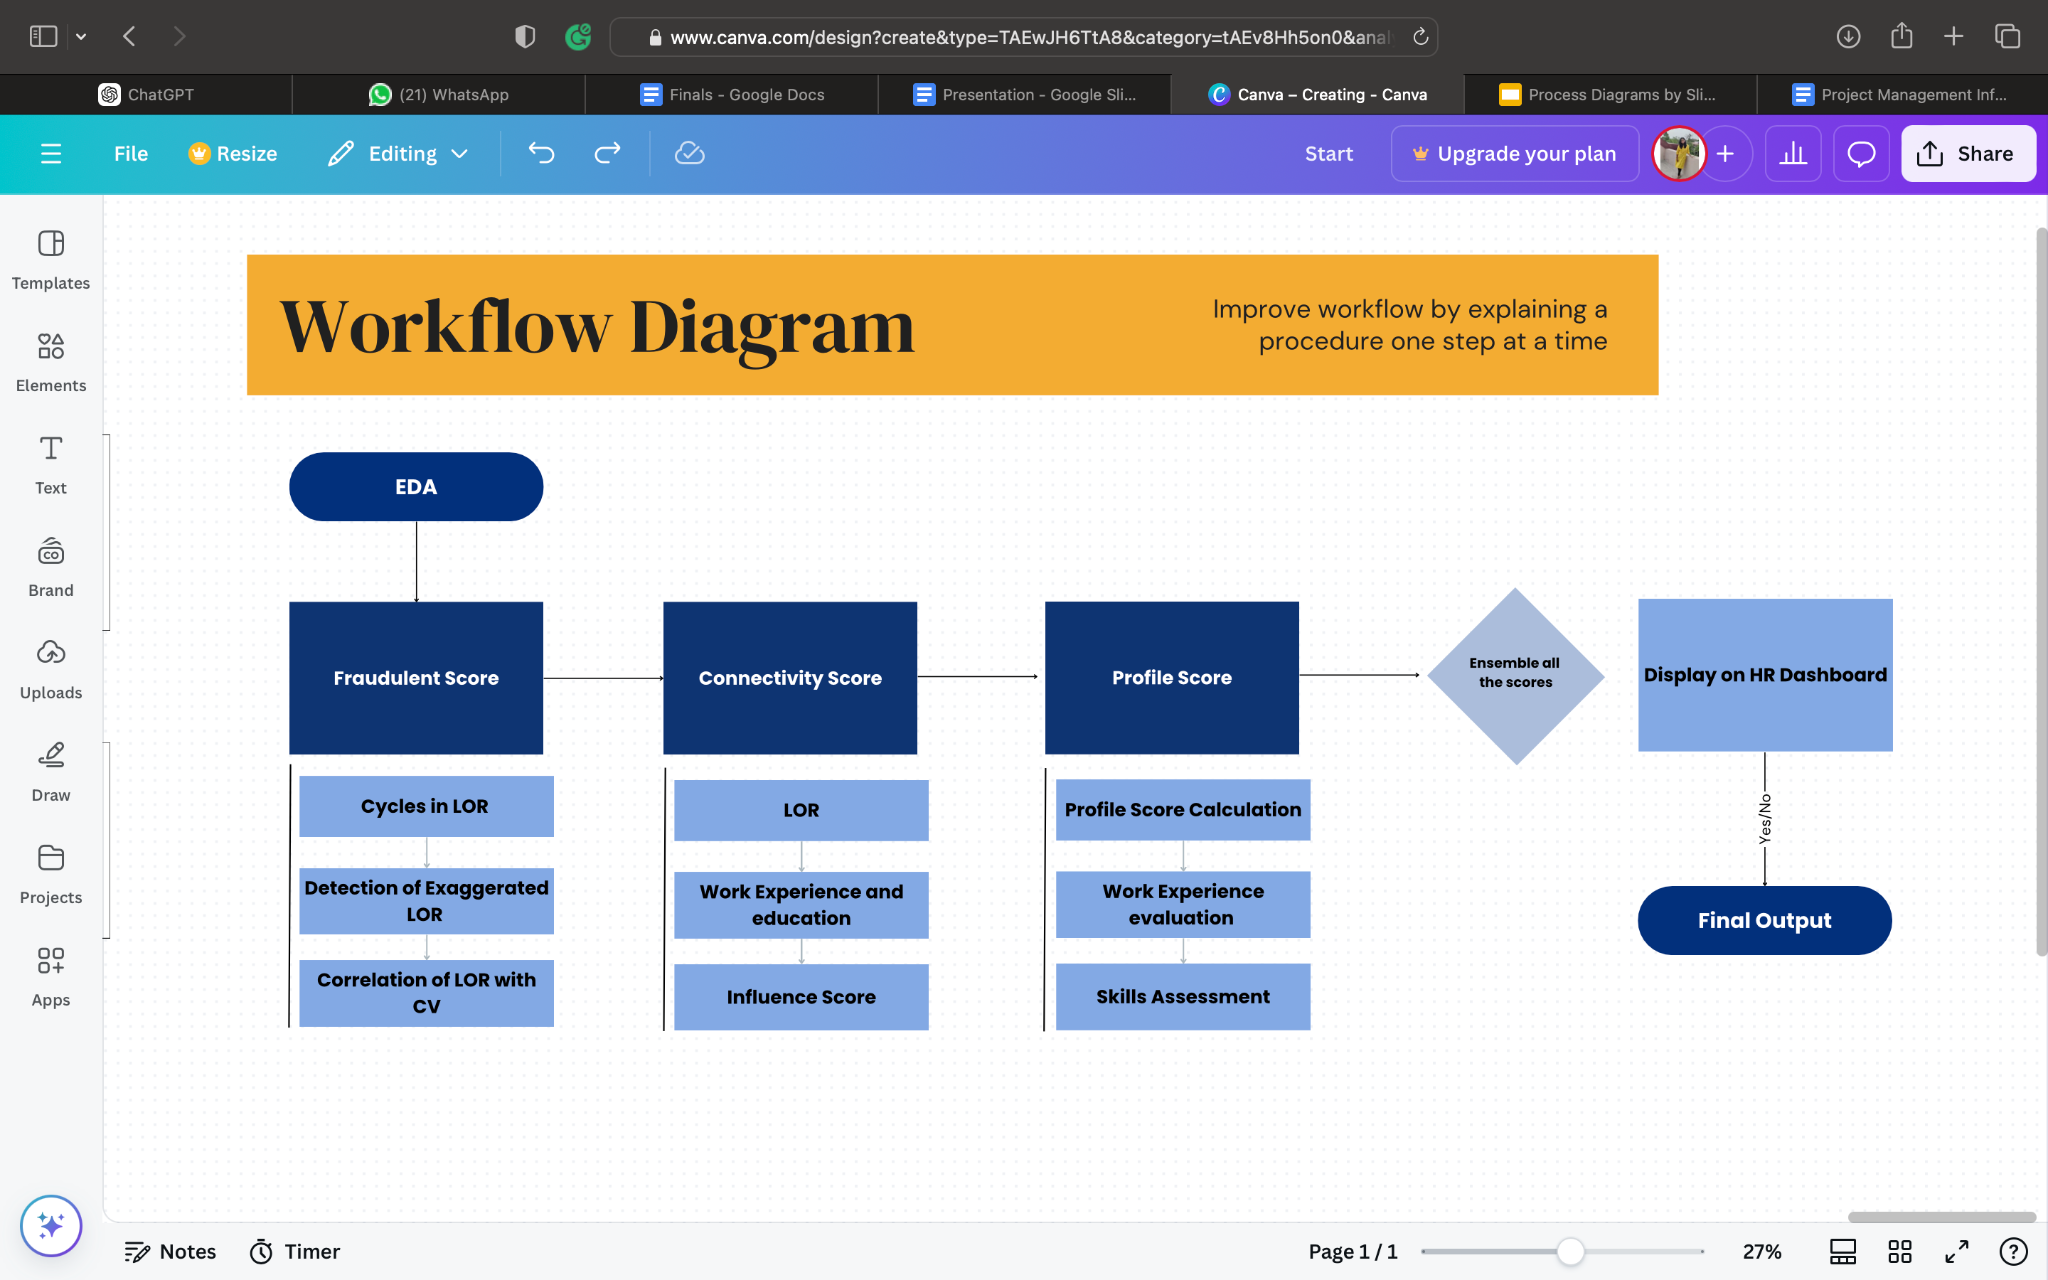 www.canva.com/design?create&type=TAEwJH6TtA8&category=tAEv8Hh5on0&anal
ChatGPT
(21) WhatsApp
Finals - Google Docs
Presentation - Google Sli...
Canva – Creating - Canva
Process Diagrams by Sli...
Project Management Inf...
File
Resize
Editing
Start
Upgrade your plan
Share
Templates
Elements
Text
Brand
Uploads
Draw
Projects
Apps
Workflow Diagram
Improve workflow by explaining a
procedure one step at a time
EDA
Fraudulent Score
Connectivity Score
Profile Score
Ensemble all
the scores
Display on HR Dashboard
Cycles in LOR
Detection of Exaggerated
LOR
Correlation of LOR with
CV
LOR
Work Experience and
education
Influence Score
Profile Score Calculation
Work Experience
evaluation
Skills Assessment
Yes/No
Final Output
Notes
Timer
Page 1 / 1
27%